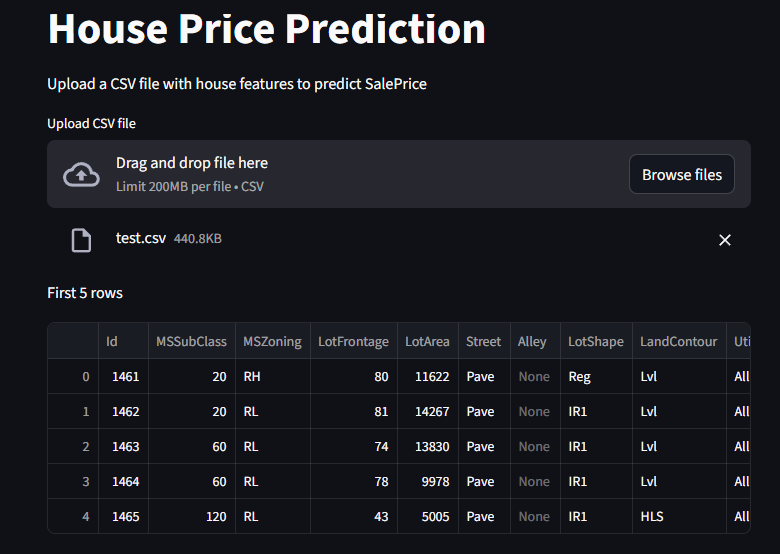 House Price Prediction
Upload a CSV file with house features to predict SalePrice
Upload CSV file
Drag and drop file here
Limit 200MB per file • CSV
Browse files
test.csv 440.8KB
First 5 rows
Id MSSubClass MSZoning LotFrontage LotArea Street Alley LotShape LandContour Uti
0 1461 20 RH 80 11622 Pave None Reg Lvl All
1 1462 20 RL 81 14267 Pave None IR1 Lvl All
2 1463 60 RL 74 13830 Pave None IR1 Lvl All
3 1464 60 RL 78 9978 Pave None IR1 Lvl All
4 1465 120 RL 43 5005 Pave None IR1 HLS All